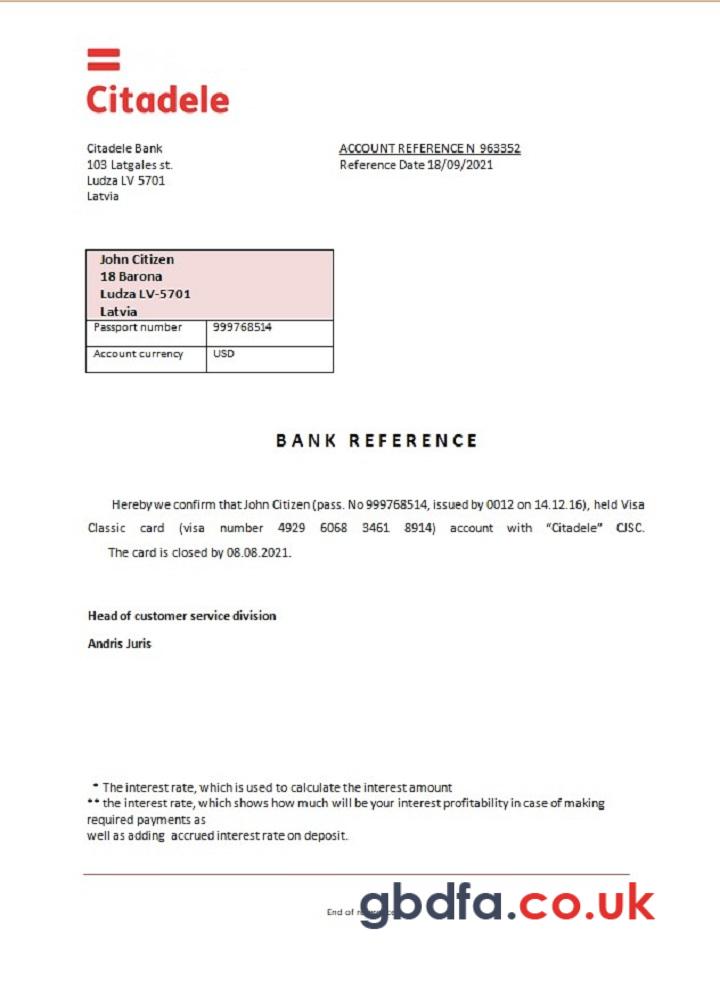 Citadele
Citadele Bank
103 Latgales st.
Ludza LV 5701
Latvia
ACCOUNT REFERENCE N 963352
Reference Date 18/09/2021
John Citizen
18 Barona
Ludza LV-5701
Latvia
Passport number 999768514
Account currency USD
BANK REFERENCE
Hereby we confirm that John Citizen (pass. No 999768514, issued by 0012 on 14.12.16), held Visa
Classic card (visa number 4929 6068 3461 8914) account with “Citadele” CJSC.
The card is closed by 08.08.2021.
Head of customer service division
Andris Juris
* The interest rate, which is used to calculate the interest amount
** the interest rate, which shows how much will be your interest profitability in case of making
required payments as
well as adding accrued interest rate on deposit.
End of
gbdfa.co.uk